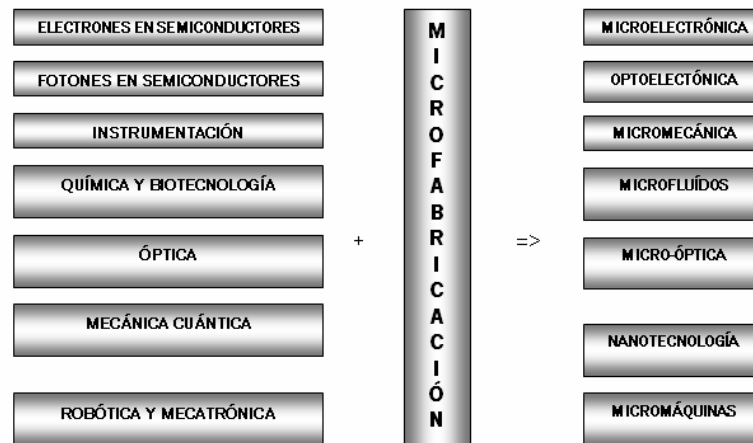 ELECTRONES EN SEMICONDUCTORES
FOTONES EN SEMICONDUCTORES
INSTRUMENTACIÓN
QUÍMICA Y BIOTECNOLOGÍA
ÓPTICA
MECÁNICA CUÁNTICA
ROBÓTICA Y MECATRÓNICA
+
MICROFABRICACIÓN
=>
MICROELECTRÓNICA
OPTOELECTÓNICA
MICROMECÁNICA
MICROFLUÍDOS
MICRO-ÓPTICA
NANOTECNOLOGÍA
MICROMÁQUINAS